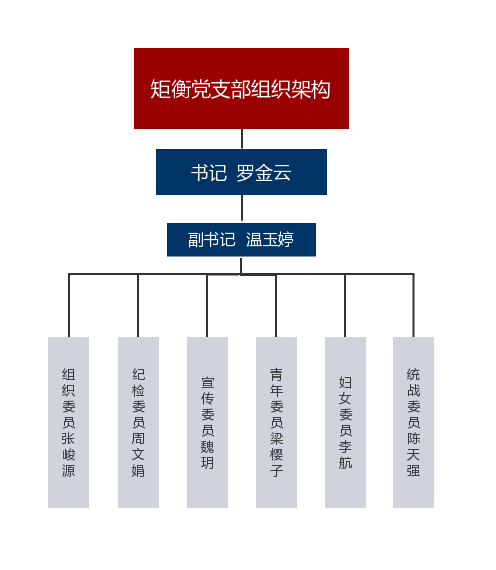 矩衡党支部组织架构
书记 罗金云
副书记 温玉婷
组织委员张峻源
纪检委员周文娟
宣传委员魏玥
青年委员梁樱子
妇女委员李航
统战委员陈天强